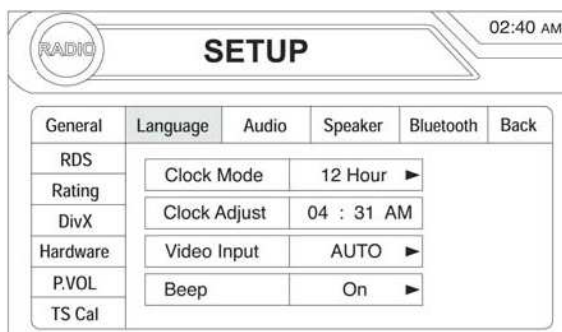 RADIO
SETUP
02:40 AM
General Language Audio Speaker Bluetooth Back
RDS
Rating
DivX
Hardware
P.VOL
TS Cal
Clock Mode 12 Hour ►
Clock Adjust 04 : 31 AM
Video Input AUTO ►
Beep On ►